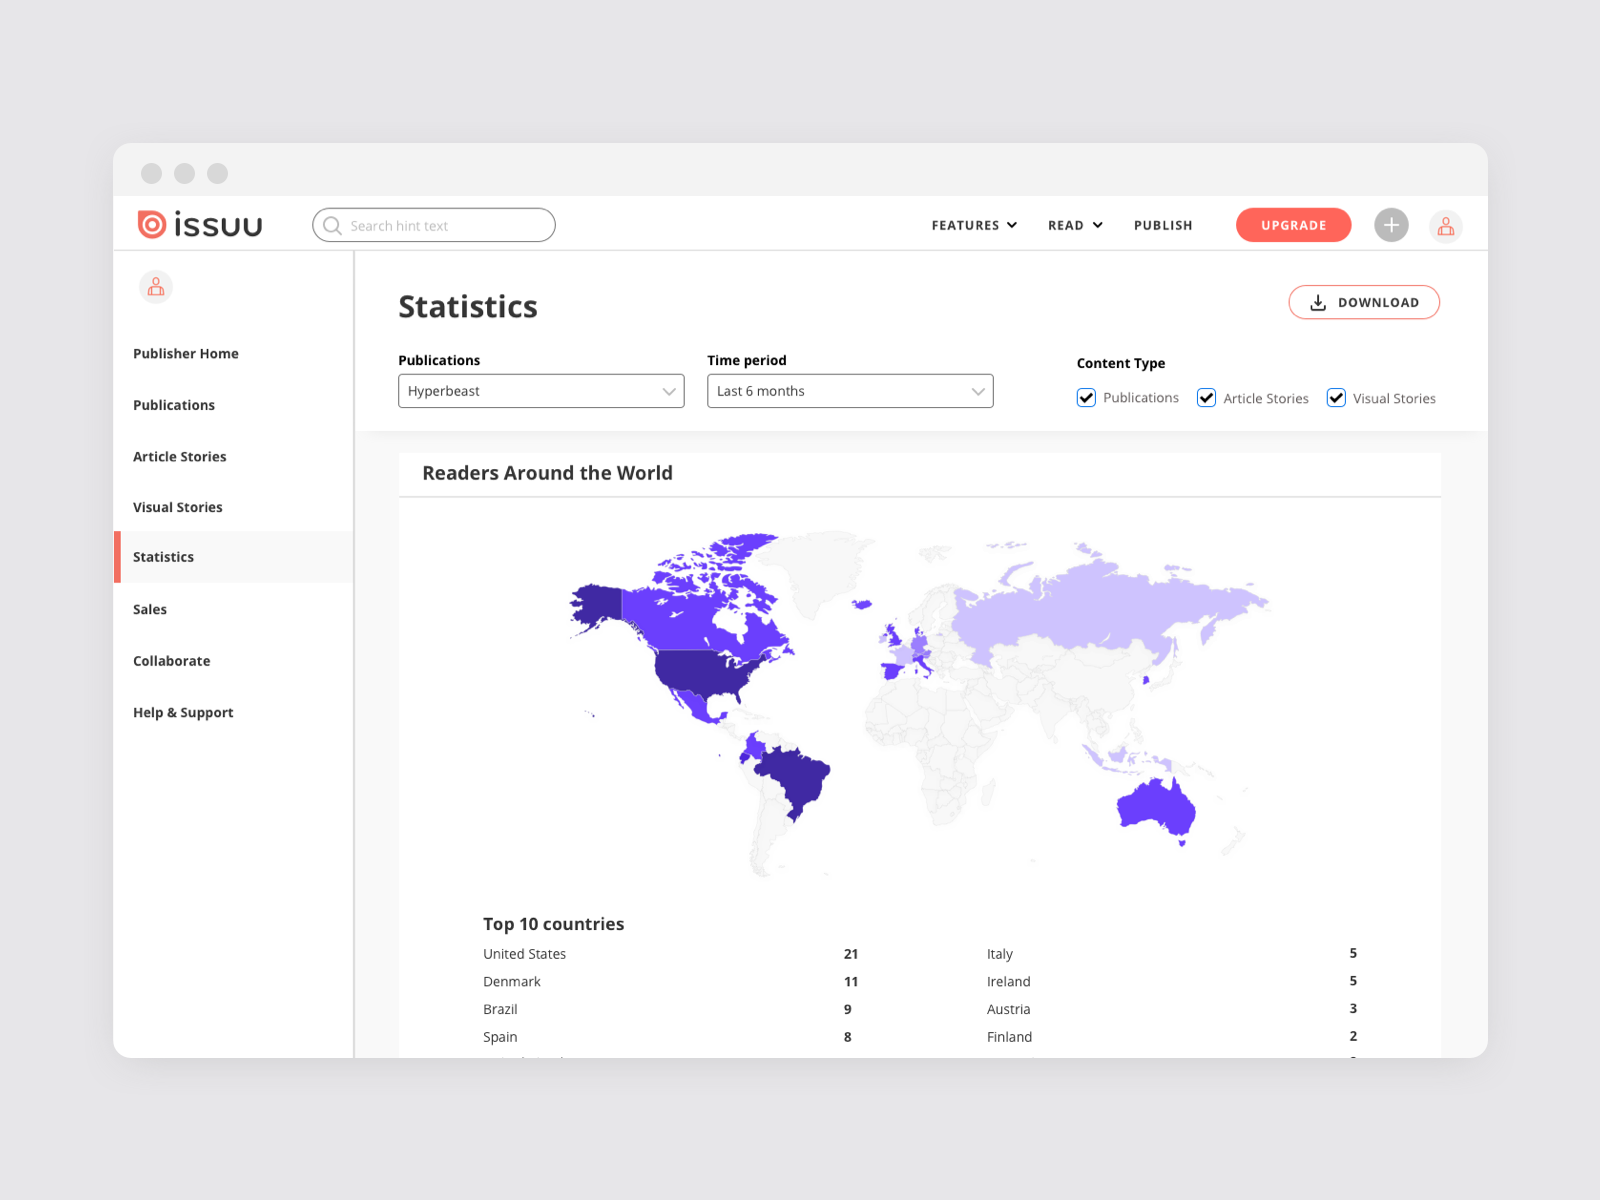 issuu
Search hint text
FEATURES
READ
PUBLISH
UPGRADE
Publisher Home
Publications
Article Stories
Visual Stories
Statistics
Sales
Collaborate
Help & Support
Statistics
DOWNLOAD
Publications
Hyperbeast
Time period
Last 6 months
Content Type
Publications
Article Stories
Visual Stories
Readers Around the World
Top 10 countries
United States 21
Denmark 11
Brazil 9
Spain 8
Italy 5
Ireland 5
Austria 3
Finland 2